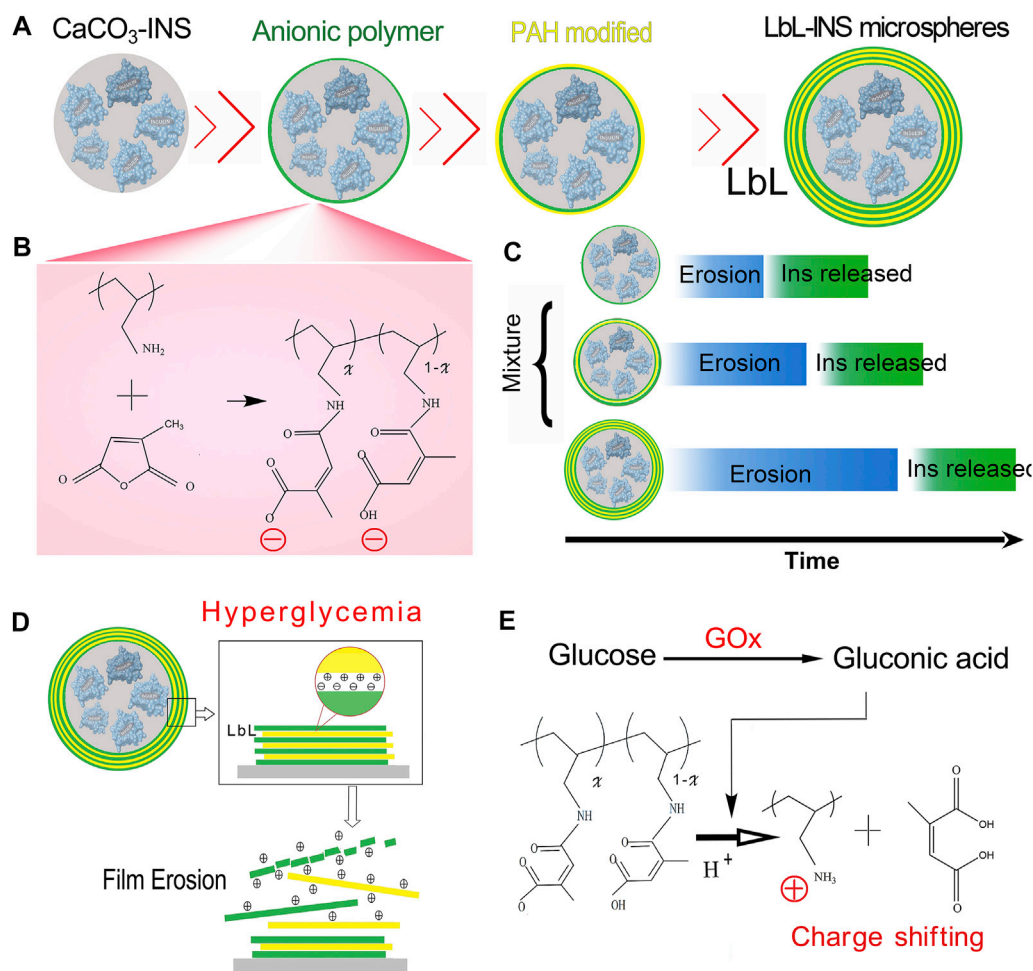 A
CaCO₃-INS
Anionic polymer
PAH modified
LbL-INS microspheres
LbL
B
NH₂
CH₃
O
O
O
x
1-x
NH
NH
O
O
O
O
O
OH
C
Mixture
Erosion
Ins released
Erosion
Ins released
Erosion
Ins released
Time
D
Hyperglycemia
LbL
Film Erosion
E
Glucose
GOx
Gluconic acid
x
1-x
NH
NH
O
O
O
O
O
OH
H⁺
NH₃
O
OH
OH
O
Charge shifting